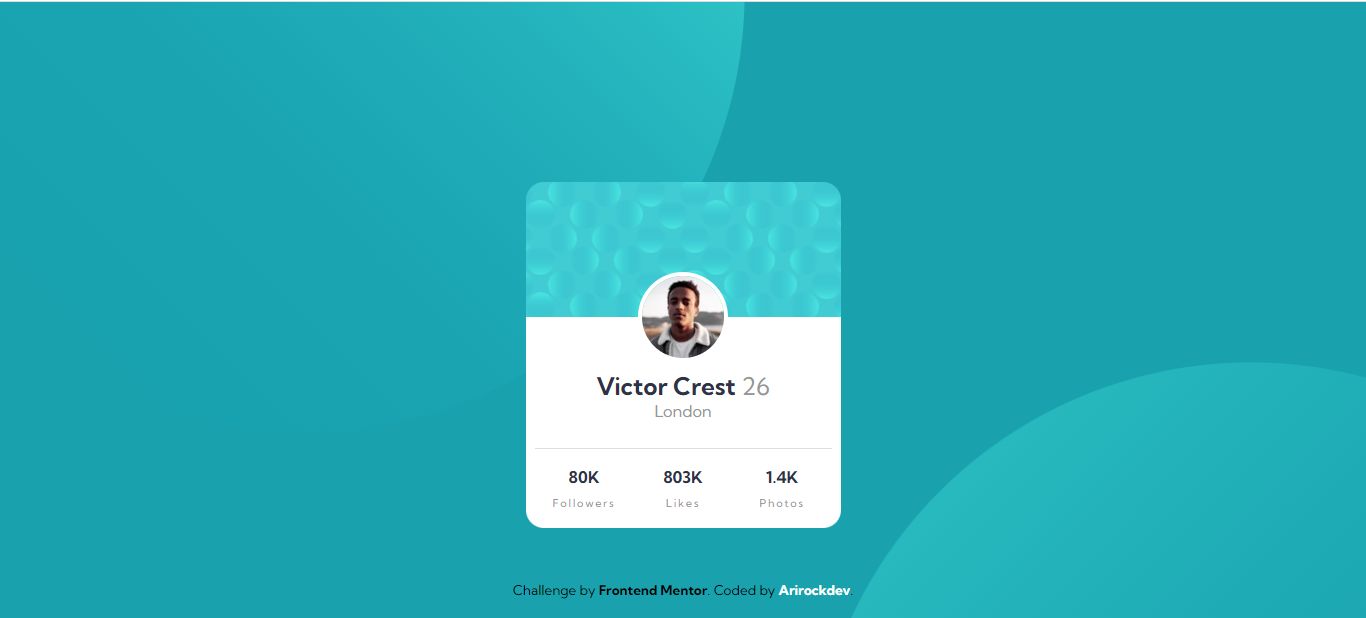 Victor Crest 26
London
80K 803K 1.4K
Followers Likes Photos
Challenge by Frontend Mentor. Coded by Arirockdev.